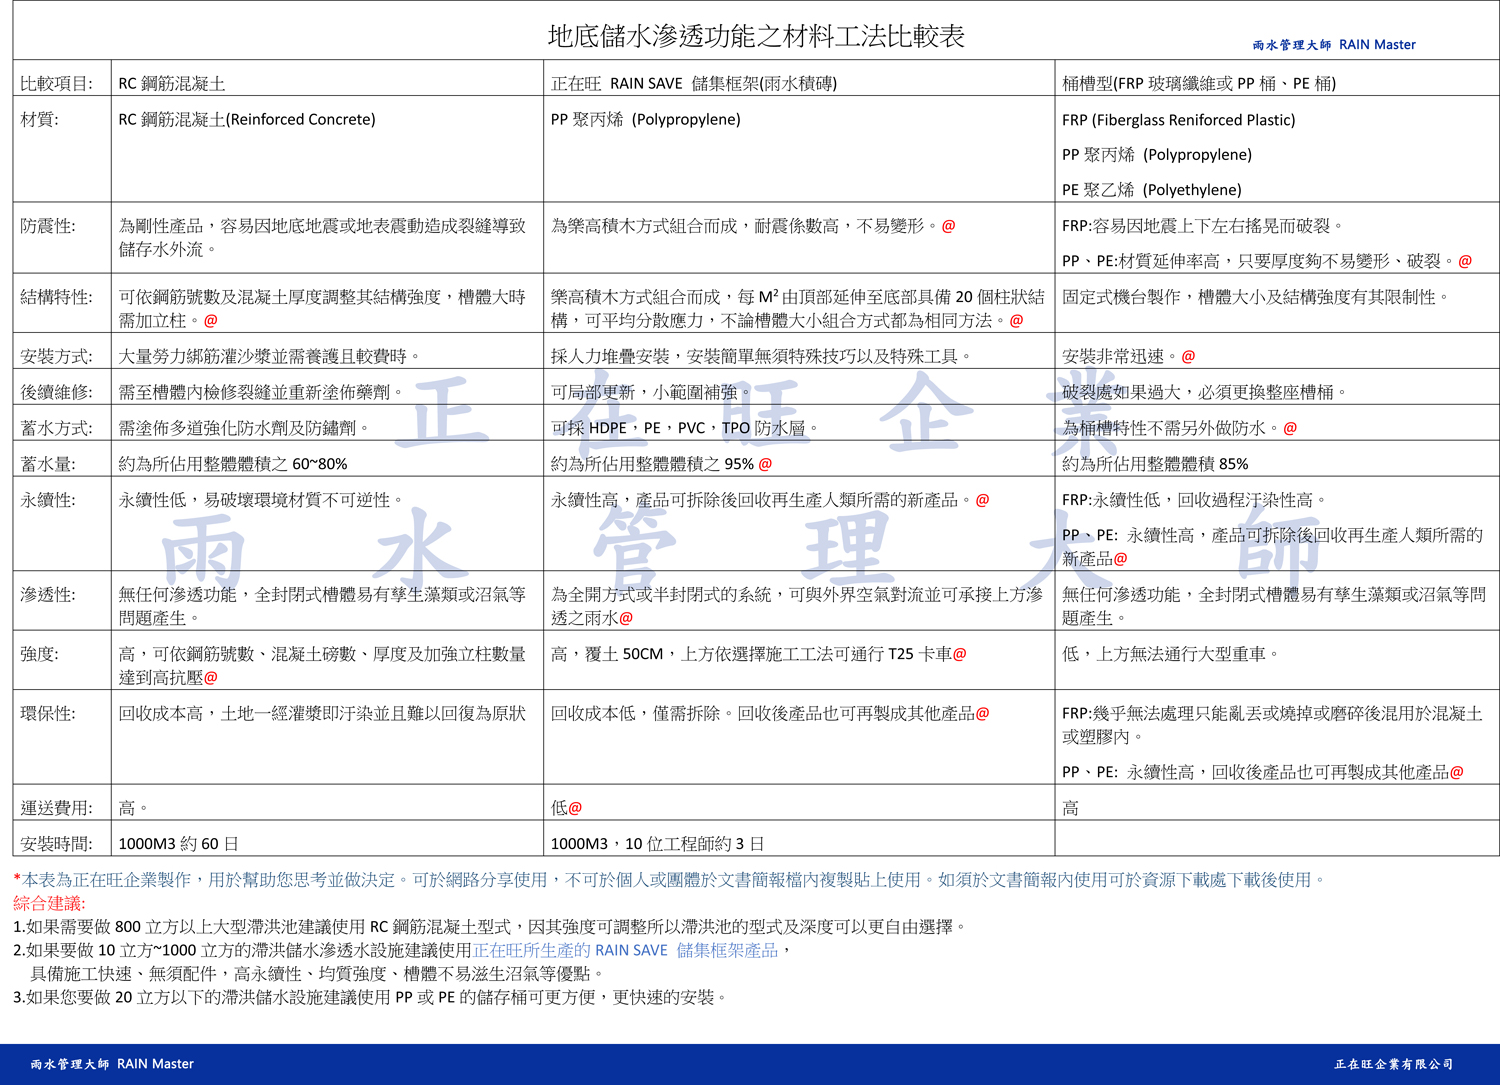 地底儲水滲透功能之材料工法比較表
雨水管理大師 RAIN Master
比較項目: RC 鋼筋混凝土 正在旺 RAIN SAVE 儲集框架(雨水積磚) 桶槽型(FRP 玻璃纖維或 PP 桶、PE 桶)
材質: RC 鋼筋混凝土(Reinforced Concrete) PP 聚丙烯 (Polypropylene) FRP (Fiberglass Reniforced Plastic)
PP 聚丙烯 (Polypropylene)
PE 聚乙烯 (Polyethylene)
防震性: 為剛性產品，容易因地底地震或地表震動造成裂縫導致
儲存水外流。
為樂高積木方式組合而成，耐震係數高，不易變形。@
FRP:容易因地震上下左右搖晃而破裂。
PP、PE:材質延伸率高，只要厚度夠不易變形、破裂。@
結構特性: 可依鋼筋號數及混凝土厚度調整其結構強度，槽體大時
需加立柱。@
樂高積木方式組合而成，每 M² 由頂部延伸至底部具備 20 個柱狀結
構，可平均分散應力，不論槽體大小組合方式都為相同方法。@
固定式機台製作，槽體大小及結構強度有其限制性。
安裝方式: 大量勞力綁筋灌沙漿並需養護且較費時。 採人力堆疊安裝，安裝簡單無須特殊技巧以及特殊工具。 安裝非常迅速。@
後續維修: 需至槽體內檢修裂縫並重新塗佈藥劑。 可局部更新，小範圍補強。 破裂處如果過大，必須更換整座槽桶。
蓄水方式: 需塗佈多道強化防水劑及防鏽劑。 可採 HDPE，PE，PVC，TPO 防水層。 為桶槽特性不需另外做防水。@
蓄水量: 約為所佔用整體體積之 60~80% 約為所佔用整體體積之 95% @ 約為所佔用整體體積 85%
永續性: 永續性低，易破壞環境材質不可逆性。 永續性高，產品可拆除後回收再生產人類所需的新產品。@ FRP:永續性低，回收過程汙染性高。
PP、PE: 永續性高，產品可拆除後回收再生產人類所需的
新產品@
滲透性: 無任何滲透功能，全封閉式槽體易有孳生藻類或沼氣等
問題產生。
為全開方式或半封閉式的系統，可與外界空氣對流並可承接上方滲
透之雨水@
無任何滲透功能，全封閉式槽體易有孳生藻類或沼氣等問
題產生。
強度: 高，可依鋼筋號數、混凝土磅數、厚度及加強立柱數量
達到高抗壓@
高，覆土 50CM，上方依選擇施工工法可通行 T25 卡車@
低，上方無法通行大型重車。
環保性: 回收成本高，土地一經灌漿即汙染並且難以回復為原狀 回收成本低，僅需拆除。回收後產品也可再製成其他產品@ FRP:幾乎無法處理只能亂丟或燒掉或磨碎後混用於混凝土
或塑膠內。
PP、PE: 永續性高，回收後產品也可再製成其他產品@
運送費用: 高。 低@ 高
安裝時間: 1000M3 約 60 日 1000M3，10 位工程師約 3 日
正在旺企業
雨水管理大師
*本表為正在旺企業製作，用於幫助您思考並做決定。可於網路分享使用，不可於個人或團體於文書簡報檔內複製貼上使用。如須於文書簡報內使用可於資源下載處下載後使用。
綜合建議:
1.如果需要做 800 立方以上大型滯洪池建議使用 RC 鋼筋混凝土型式，因其強度可調整所以滯洪池的型式及深度可以更自由選擇。
2.如果要做 10 立方~1000 立方的滯洪儲水滲透水設施建議使用正在旺所生產的 RAIN SAVE 儲集框架產品，
具備施工快速、無須配件，高永續性、均質強度、槽體不易滋生沼氣等優點。
3.如果您要做 20 立方以下的滯洪儲水設施建議使用 PP 或 PE 的儲存桶可更方便，更快速的安裝。
雨水管理大師 RAIN Master
正在旺企業有限公司